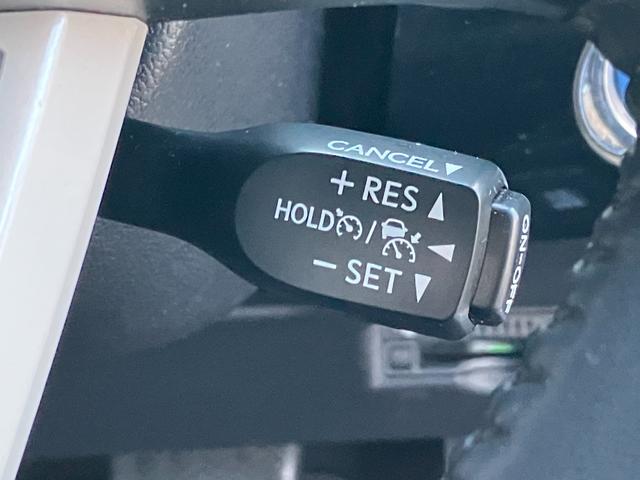 CANCEL▼
+ RES ▲
HOLD / ◀
− SET ▼
ON-OFF